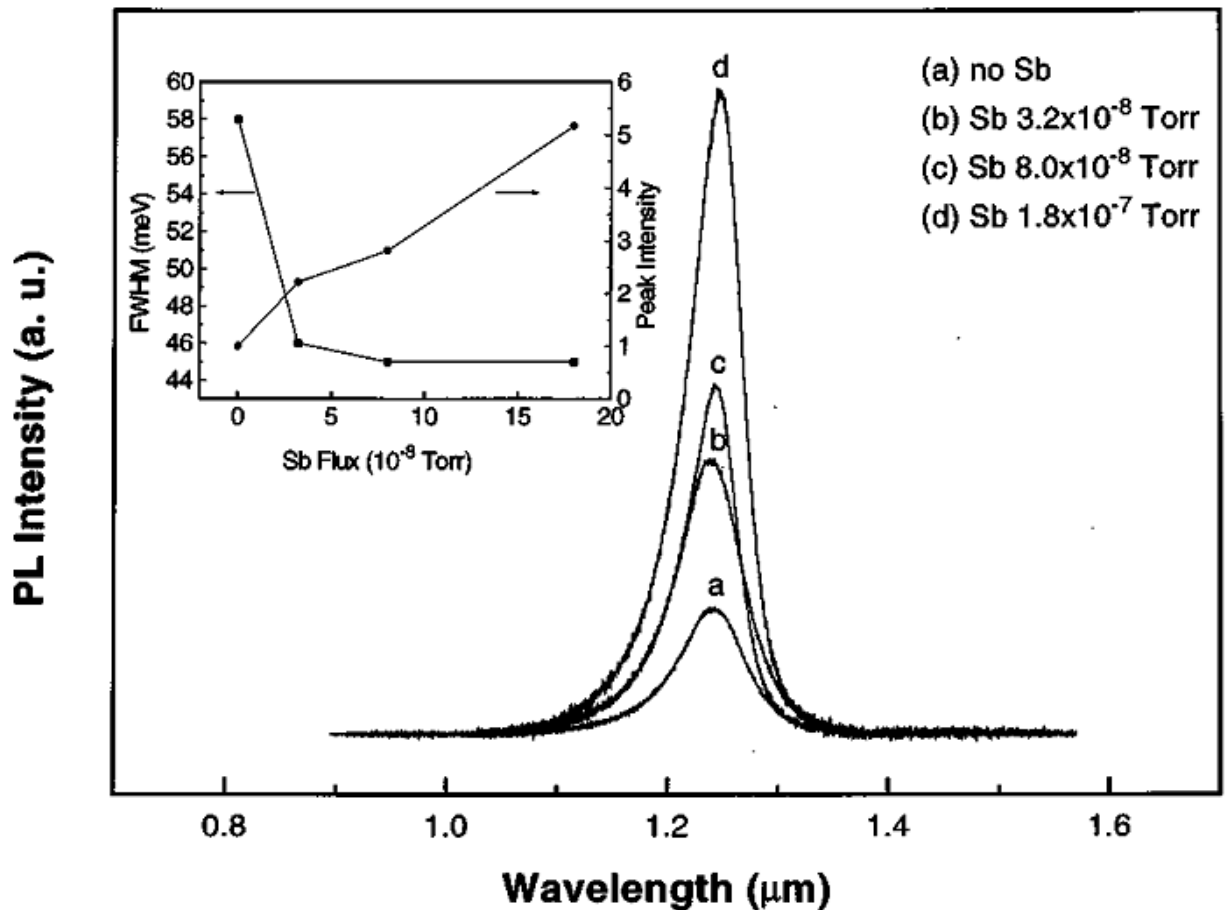 PL Intensity (a. u.)
FWHM (meV)
60
58
56
54
52
50
48
46
44
6
5
4
3
2
1
0
Peak Intensity
0 5 10 15 20
Sb Flux (10⁻⁸ Torr)
d
c
b
a
(a) no Sb
(b) Sb 3.2x10⁻⁸ Torr
(c) Sb 8.0x10⁻⁸ Torr
(d) Sb 1.8x10⁻⁷ Torr
0.8 1.0 1.2 1.4 1.6
Wavelength (μm)